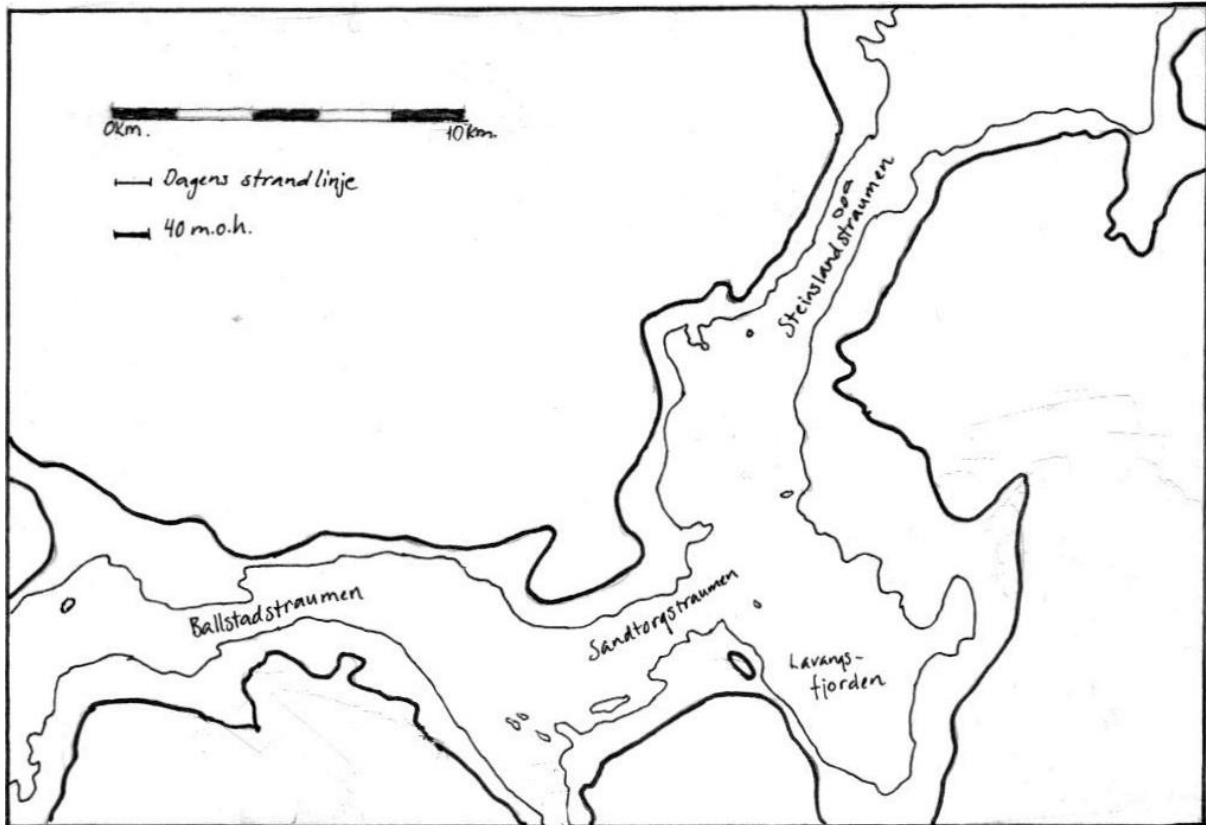 0km. 10km.
Dagens strandlinje
40 m.o.h.
Steinslandstraumen
Ballstadstraumen
Sandtorgstraumen
Lavangs-
fjorden